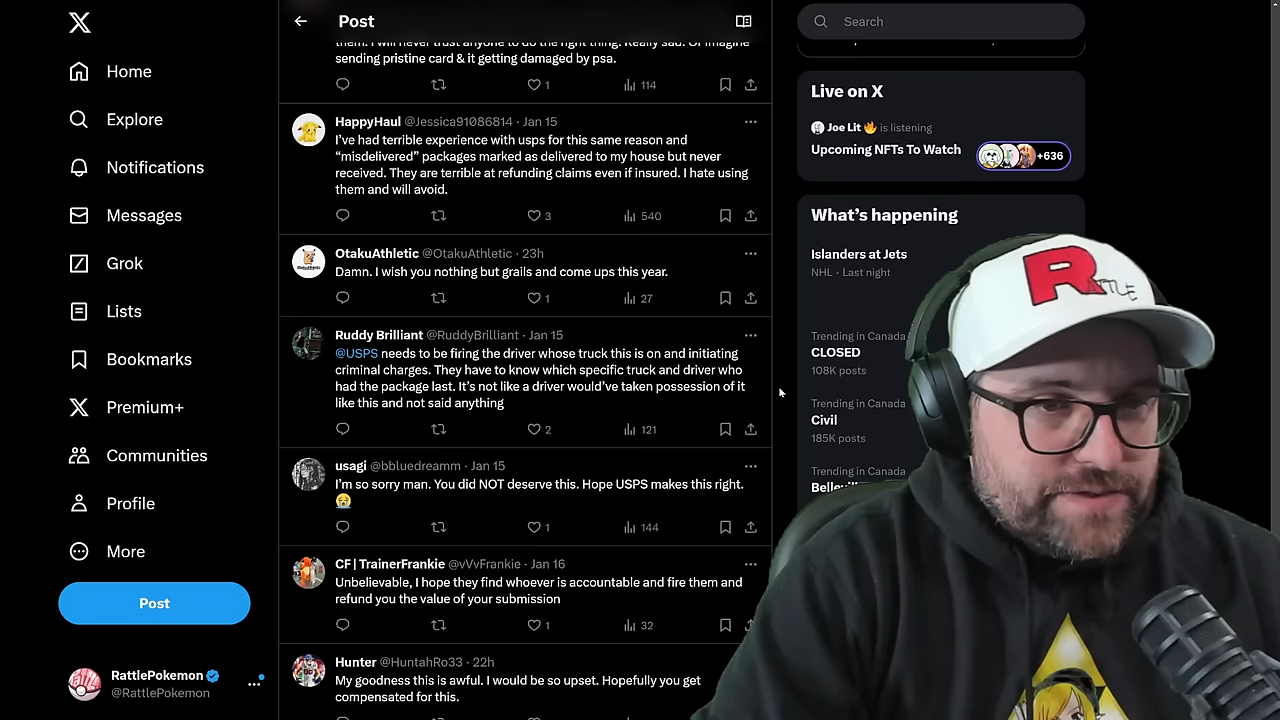 Home
Explore
Notifications
Messages
Grok
Lists
Bookmarks
Premium+
Communities
Profile
More
Post
RattlePokemon
@RattlePokemon
Post
them. I will never trust anyone to do the right thing. Really sad. Or imagine
sending pristine card & it getting damaged by psa.
1
114
HappyHaul @Jessica91086814 · Jan 15
I've had terrible experience with usps for this same reason and
“misdelivered” packages marked as delivered to my house but never
received. They are terrible at refunding claims even if insured. I hate using
them and will avoid.
3
540
OtakuAthletic @OtakuAthletic · 23h
Damn. I wish you nothing but grails and come ups this year.
1
27
Ruddy Brilliant @RuddyBrilliant · Jan 15
@USPS needs to be firing the driver whose truck this is on and initiating
criminal charges. They have to know which specific truck and driver who
had the package last. It's not like a driver would've taken possession of it
like this and not said anything
2
121
usagi @bbluedreamm · Jan 15
I'm so sorry man. You did NOT deserve this. Hope USPS makes this right.
😭
1
144
CF | TrainerFrankie @vVvFrankie · Jan 16
Unbelievable, I hope they find whoever is accountable and fire them and
refund you the value of your submission
1
32
Hunter @HuntahRo33 · 22h
My goodness this is awful. I would be so upset. Hopefully you get
compensated for this.
Search
Live on X
Joe Lit 🔥 is listening
Upcoming NFTs To Watch
+636
What's happening
Islanders at Jets
NHL · Last night
Trending in Canada
CLOSED
108K posts
Trending in Canada
Civil
185K posts
Trending in Canada
R